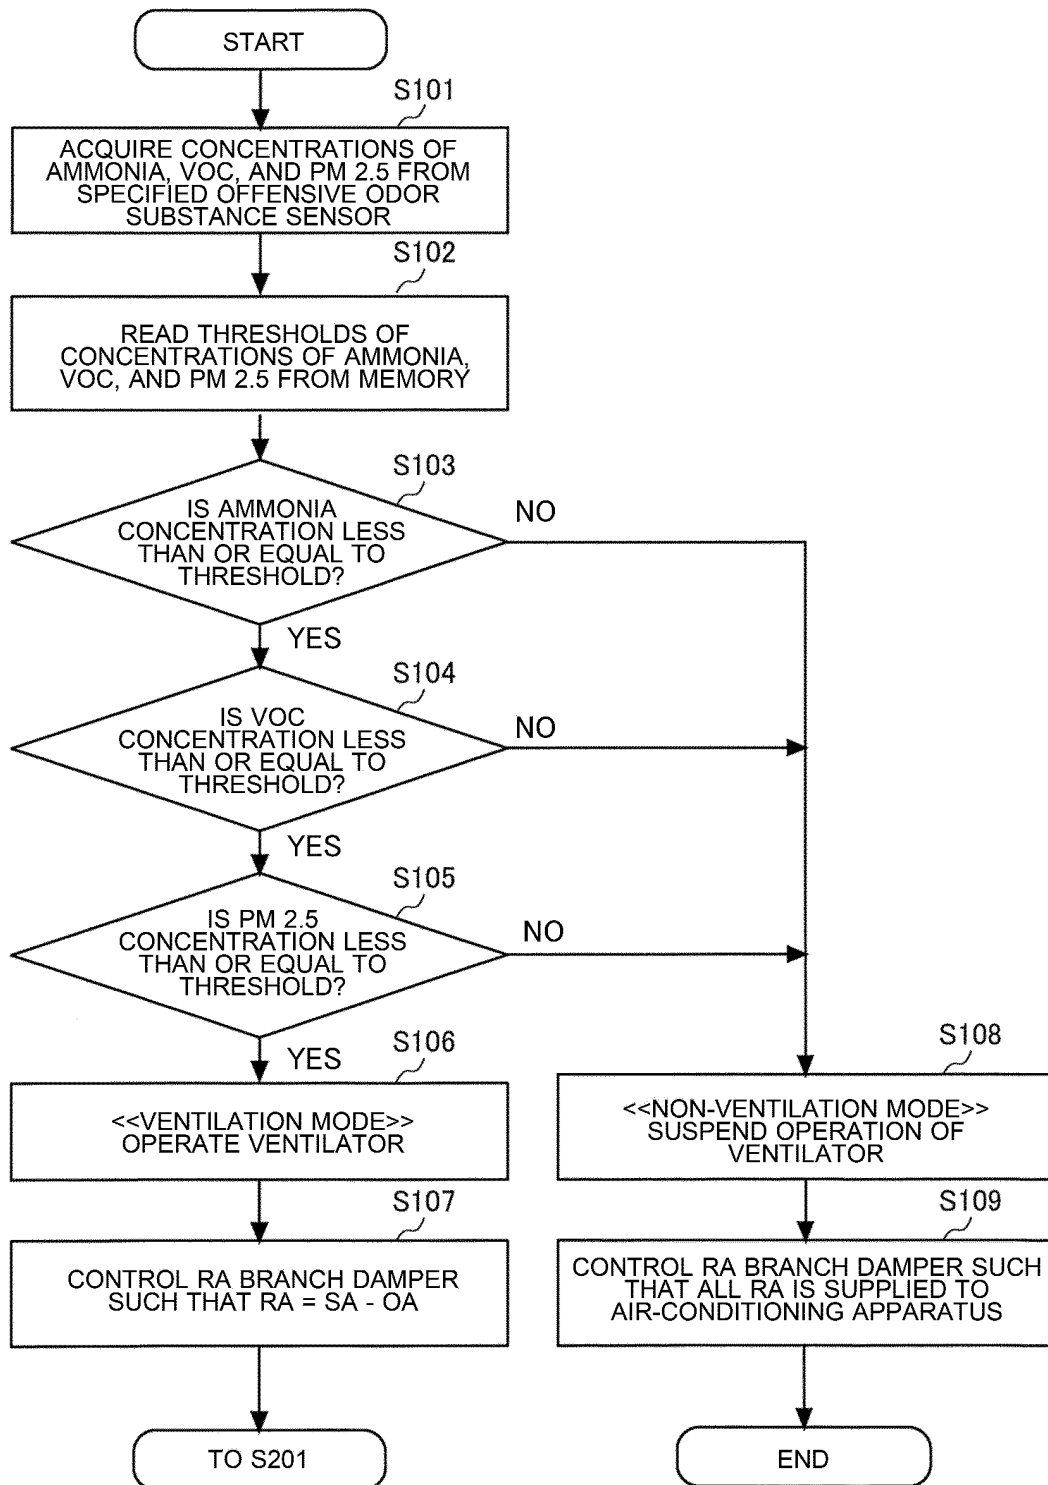 START
S101
ACQUIRE CONCENTRATIONS OF
AMMONIA, VOC, AND PM 2.5 FROM
SPECIFIED OFFENSIVE ODOR
SUBSTANCE SENSOR
S102
READ THRESHOLDS OF
CONCENTRATIONS OF AMMONIA,
VOC, AND PM 2.5 FROM MEMORY
S103
IS AMMONIA
CONCENTRATION LESS
THAN OR EQUAL TO
THRESHOLD?
NO
YES
S104
IS VOC
CONCENTRATION LESS
THAN OR EQUAL TO
THRESHOLD?
NO
YES
S105
IS PM 2.5
CONCENTRATION LESS
THAN OR EQUAL TO
THRESHOLD?
NO
YES
S106
<<VENTILATION MODE>>
OPERATE VENTILATOR
S107
CONTROL RA BRANCH DAMPER
SUCH THAT RA = SA - OA
TO S201
S108
<<NON-VENTILATION MODE>>
SUSPEND OPERATION OF
VENTILATOR
S109
CONTROL RA BRANCH DAMPER SUCH
THAT ALL RA IS SUPPLIED TO
AIR-CONDITIONING APPARATUS
END